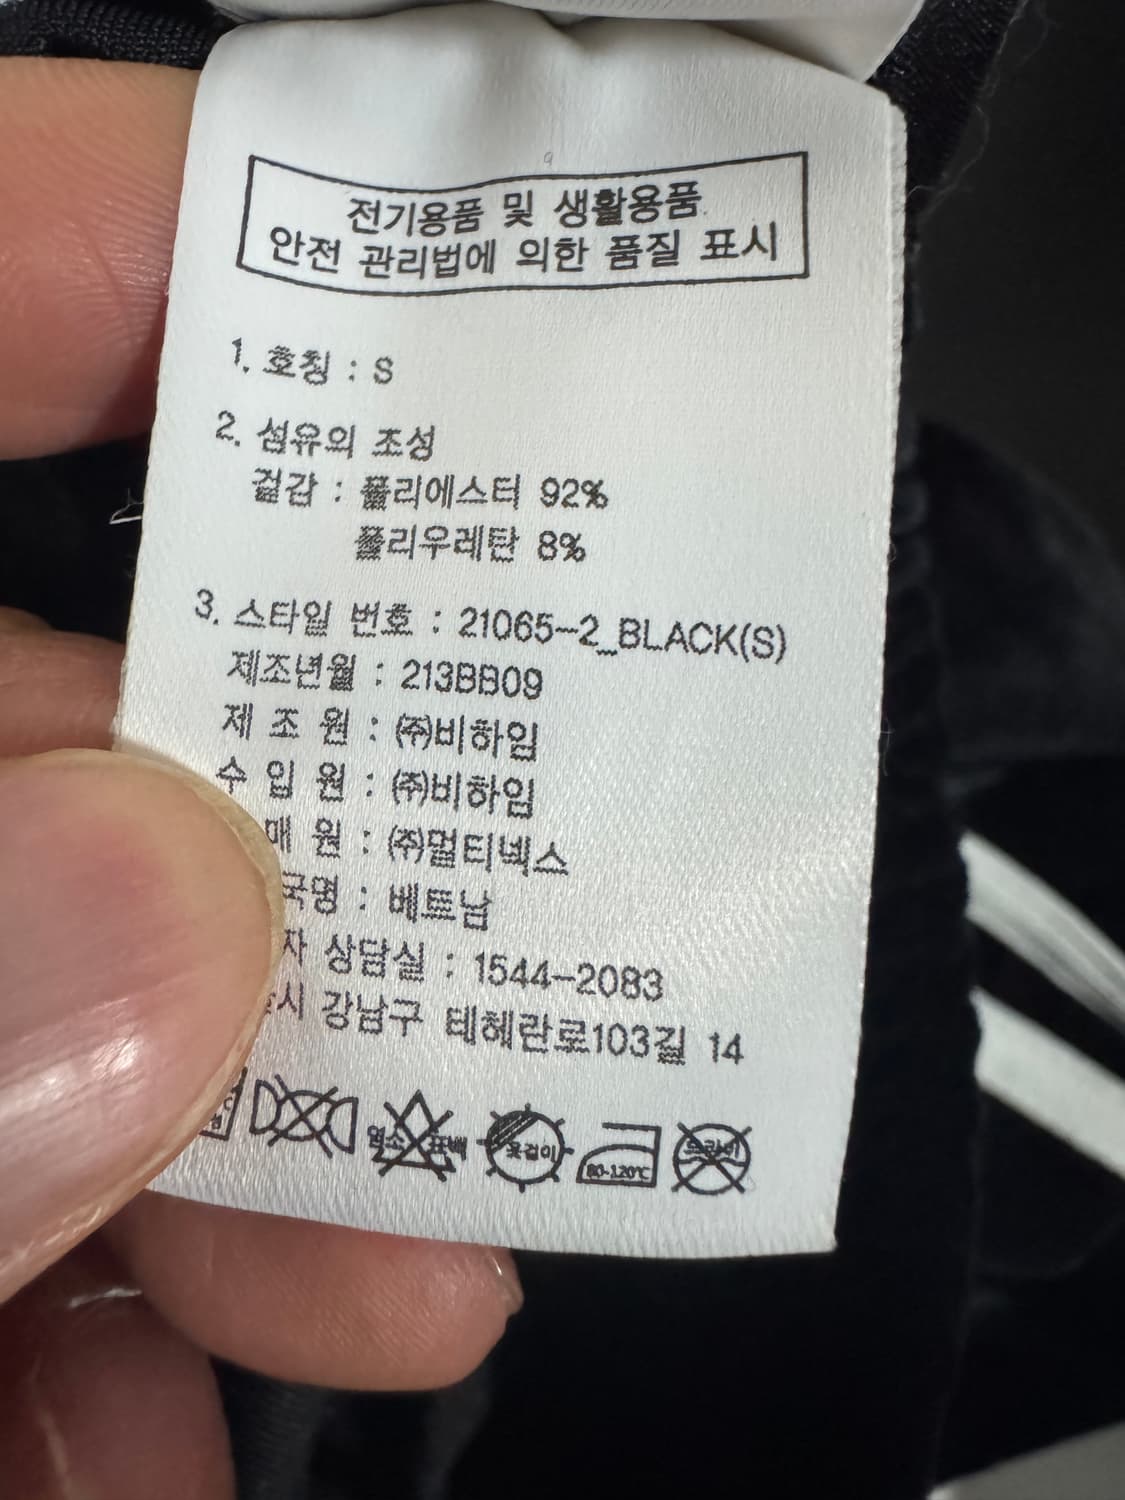 전기용품 및 생활용품
안전 관리법에 의한 품질 표시
1. 호칭 : S
2. 섬유의 조성
겉감 : 폴리에스터 92%
폴리우레탄 8%
3. 스타일 번호 : 21065-2_BLACK(S)
제조년월 : 213BB09
제 조 원 : ㈜비하임
수 입 원 : ㈜비하임
매 원 : ㈜멀티넥스
국명 : 베트남
자 상담실 : 1544-2083
시 강남구 테헤란로103길 14
염소 표백
옷걸이
80-120℃
드라이